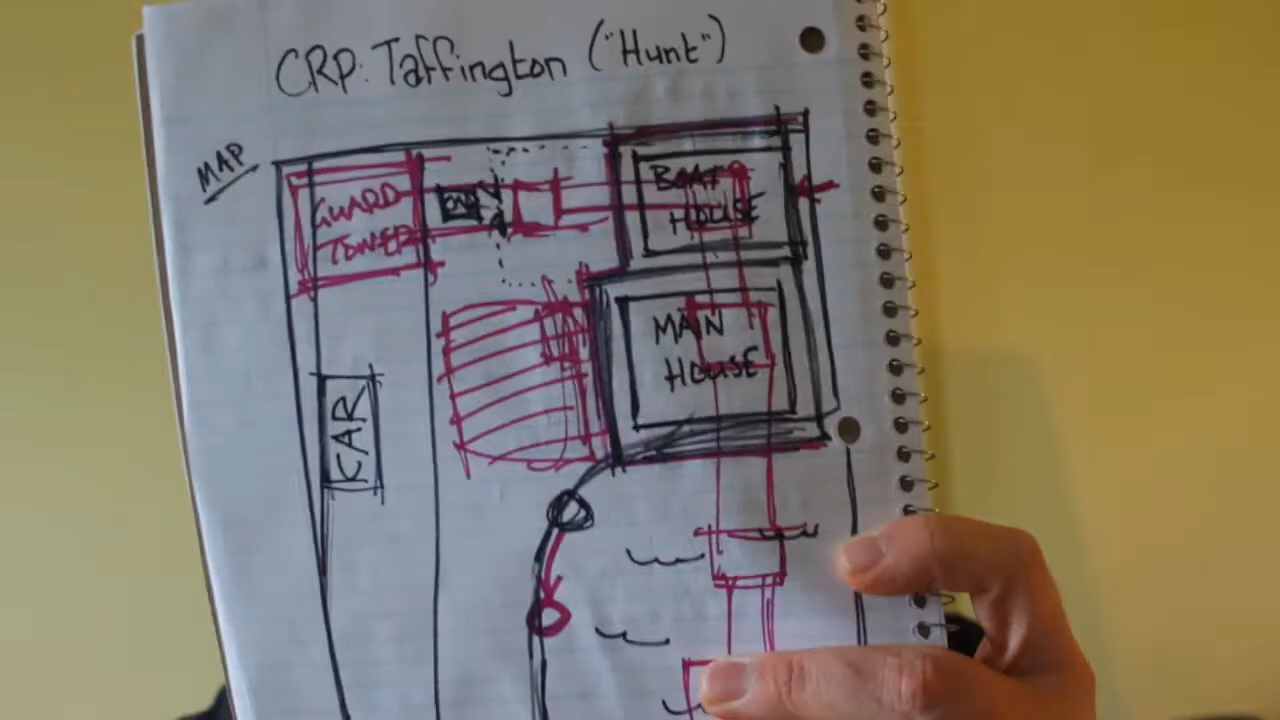 CRP: Taffington ("Hunt")
MAP
GUARD
TOWER
BOAT
HOUSE
MAIN
HOUSE
CAR